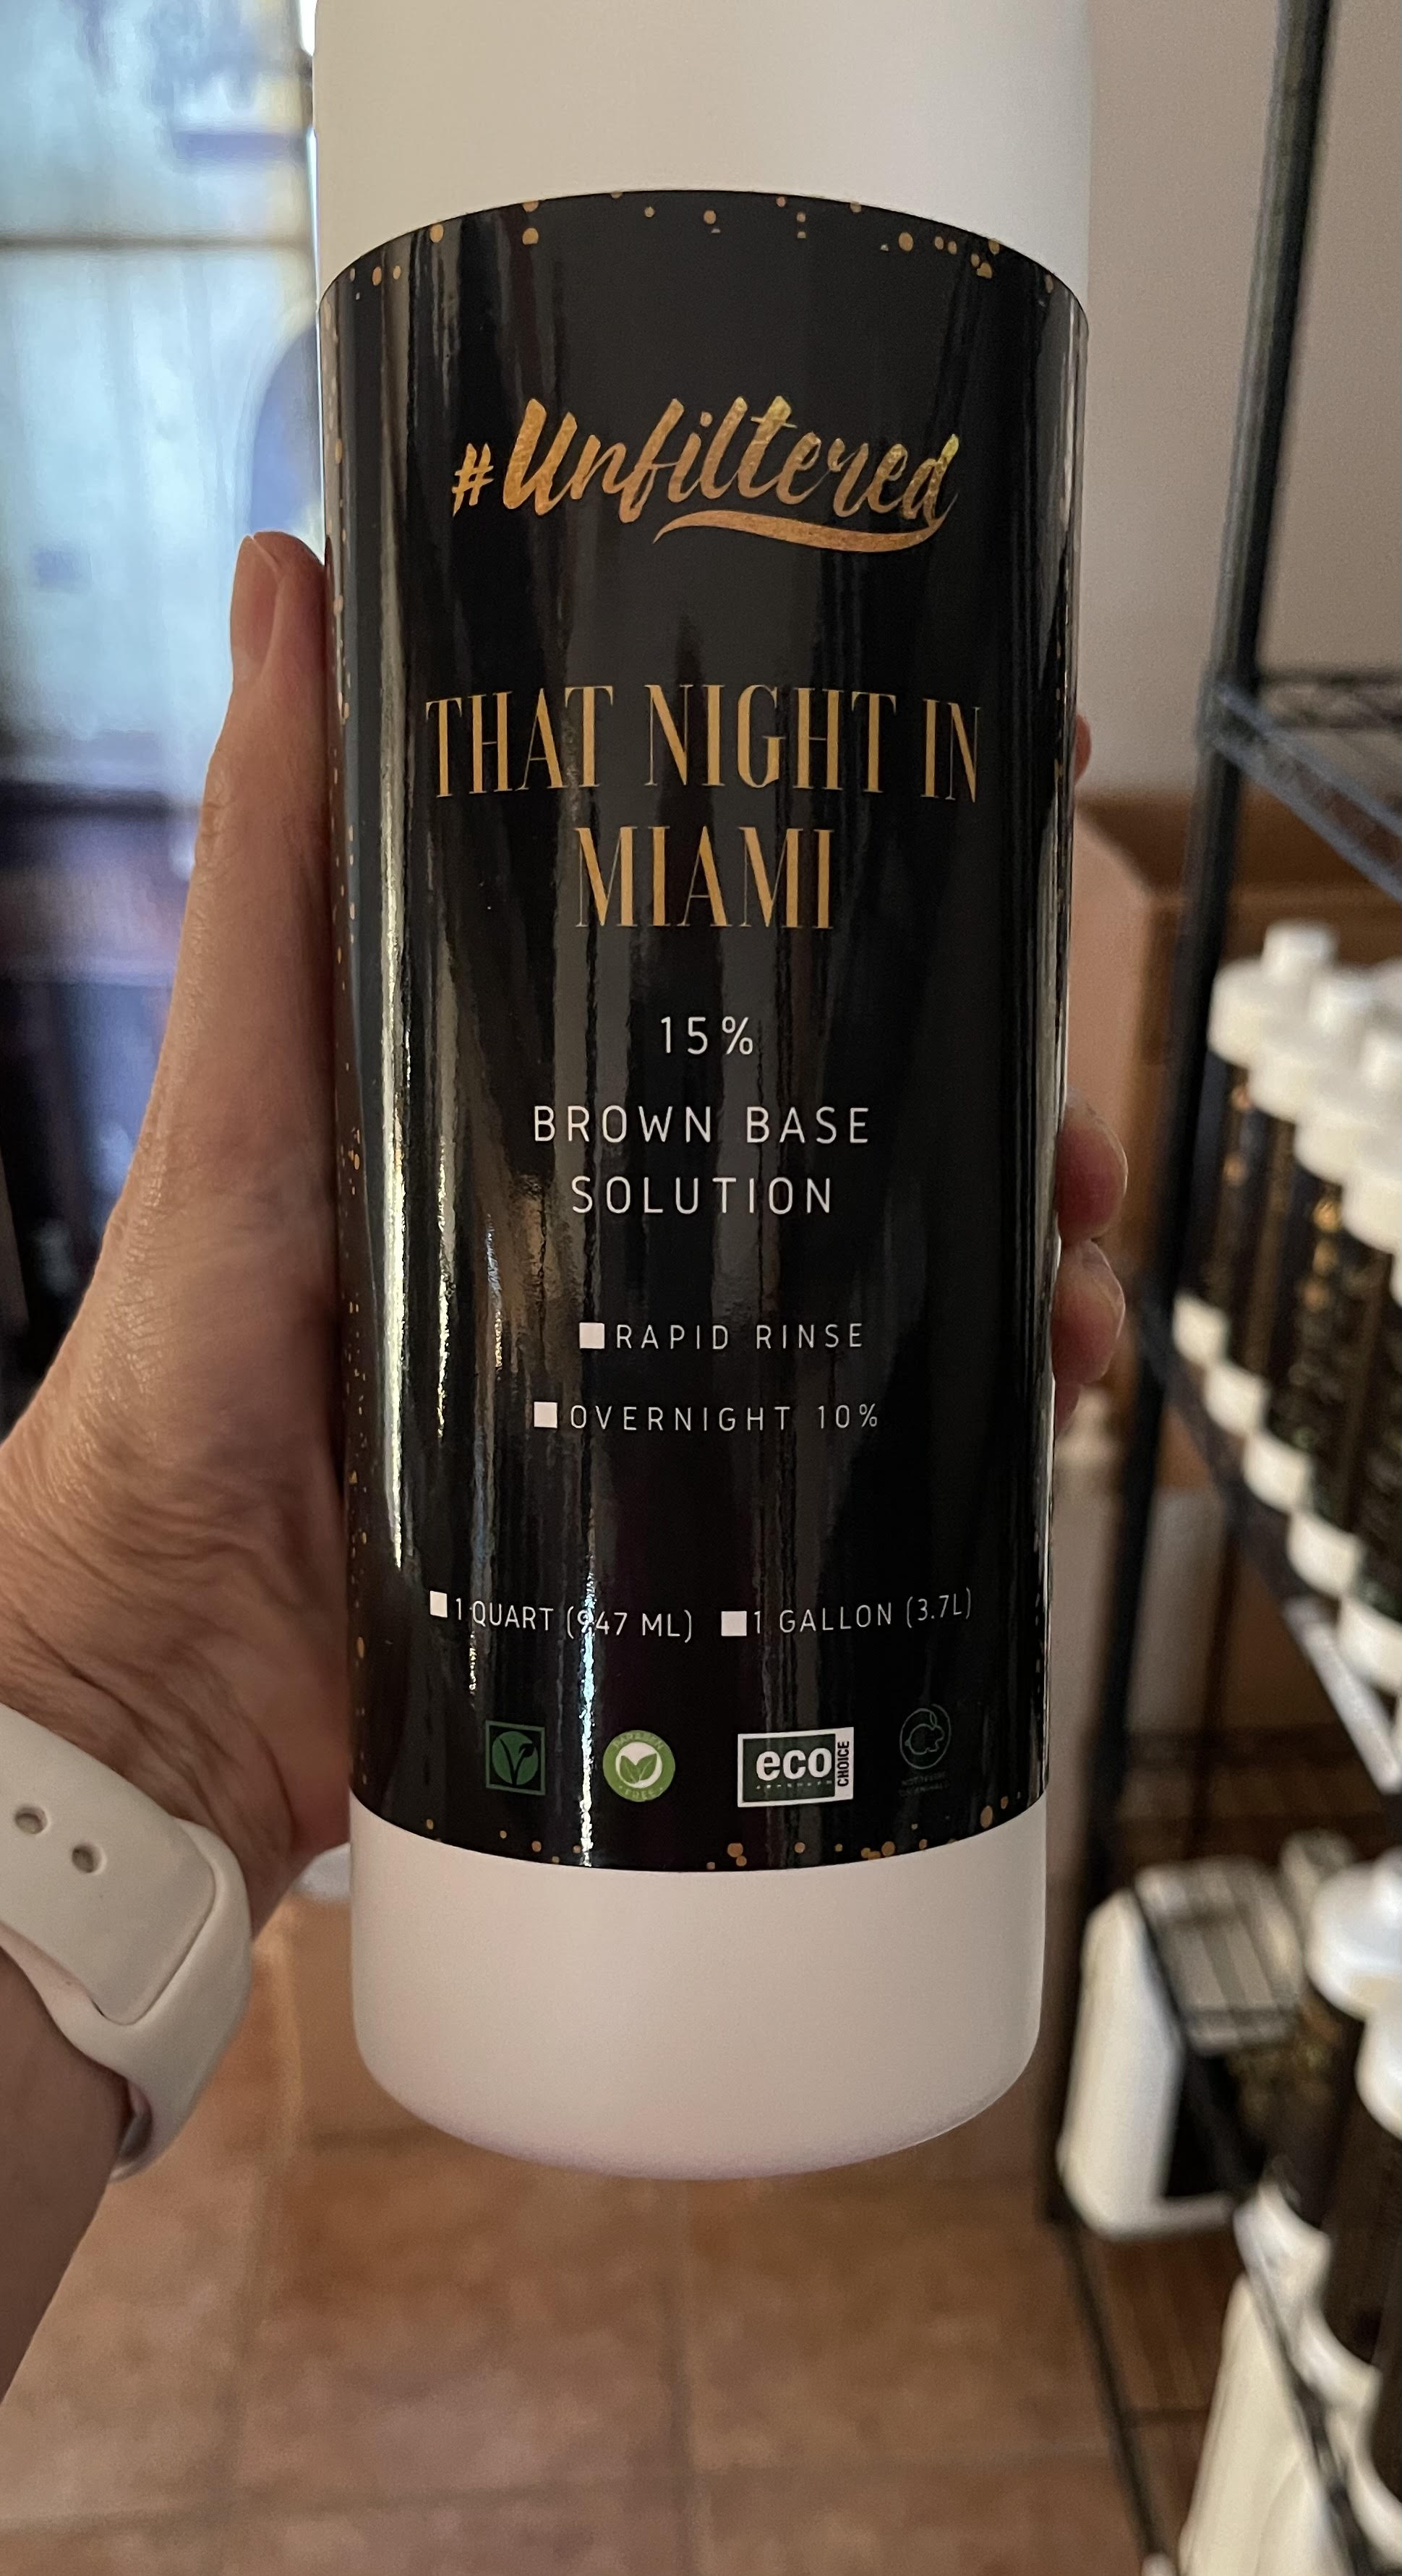 #Unfiltered
THAT NIGHT IN
MIAMI
15%
BROWN BASE
SOLUTION
RAPID RINSE
OVERNIGHT 10%
1 QUART (947 ML) 1 GALLON (3.7L)
eco
CHOICE